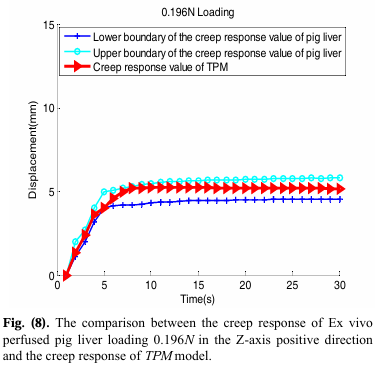 0.196N Loading
15
Lower boundary of the creep response value of pig liver
Upper boundary of the creep response value of pig liver
Creep response value of TPM
10
Displacement(mm)
5
0
0 5 10 15 20 25 30
Time(s)
Fig. (8). The comparison between the creep response of Ex vivo
perfused pig liver loading 0.196N in the Z-axis positive direction
and the creep response of TPM model.